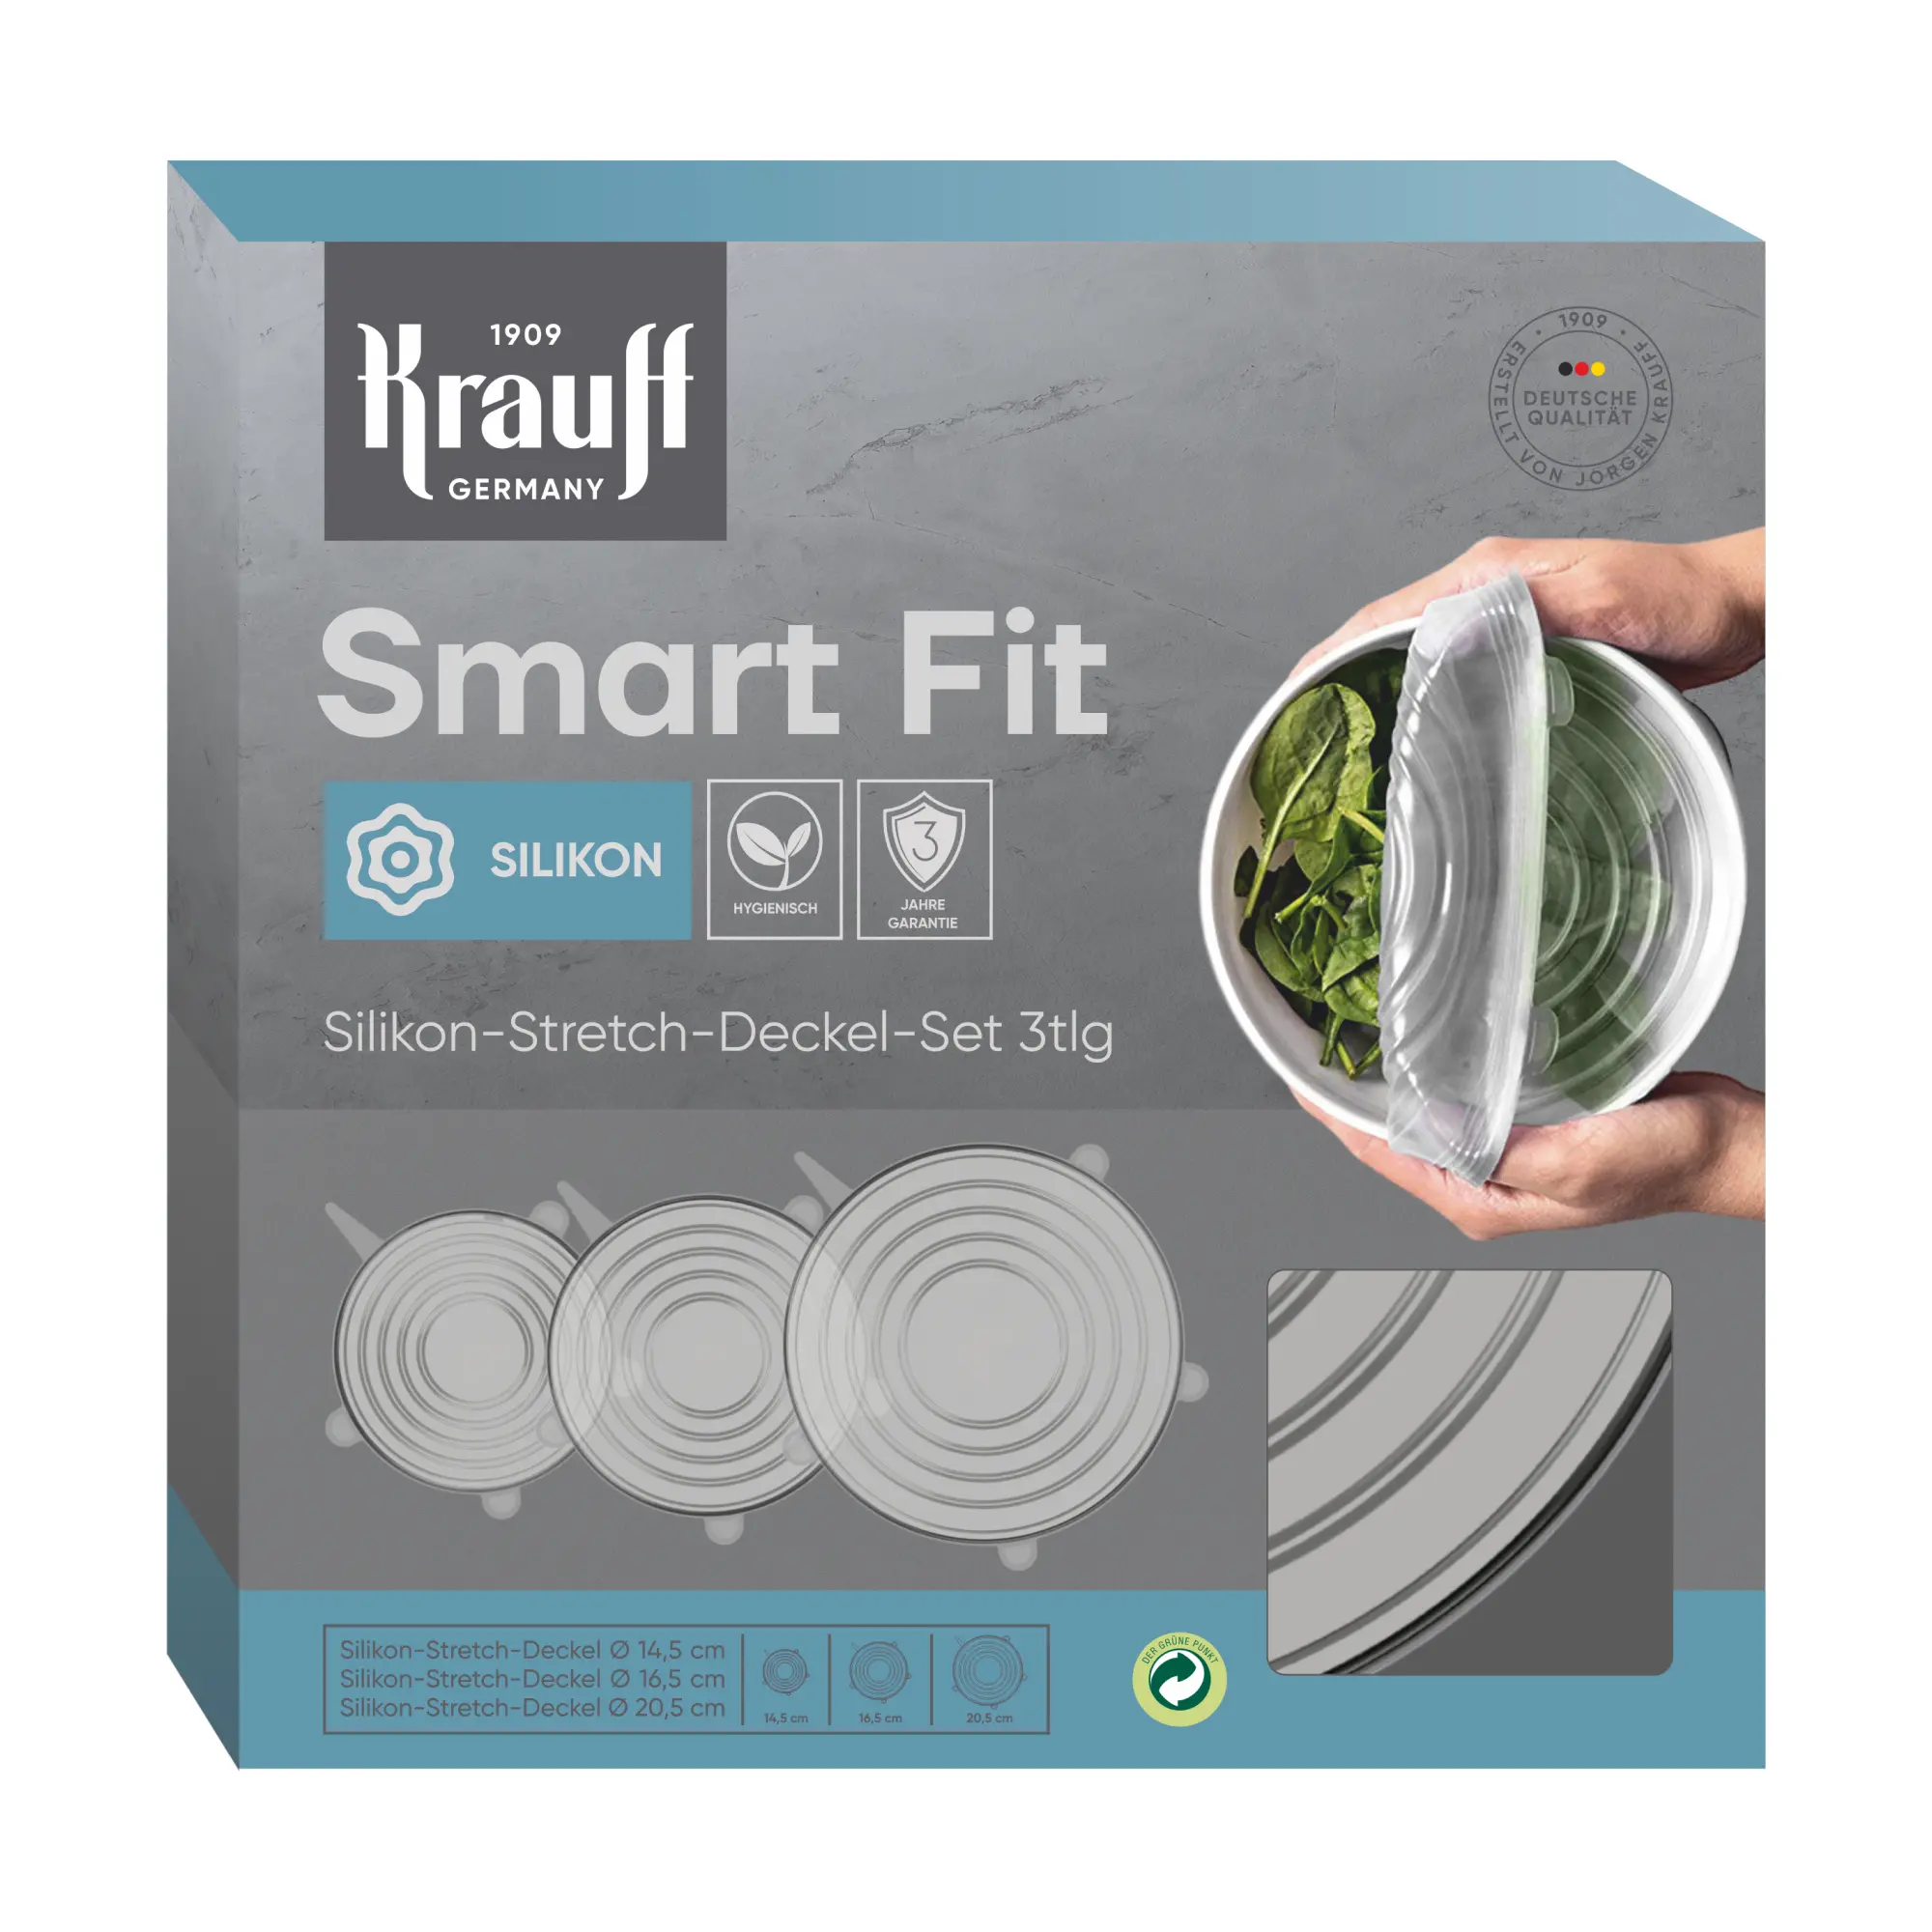 1909
Krauff
GERMANY
1909
ERSTELLT VON JÖRGEN KRAUFF
DEUTSCHE
QUALITÄT
Smart Fit
SILIKON
HYGIENISCH
3
JAHRE
GARANTIE
Silikon-Stretch-Deckel-Set 3tlg
Silikon-Stretch-Deckel Ø 14,5 cm
Silikon-Stretch-Deckel Ø 16,5 cm
Silikon-Stretch-Deckel Ø 20,5 cm
14,5 cm
16,5 cm
20,5 cm
DER GRÜNE PUNKT